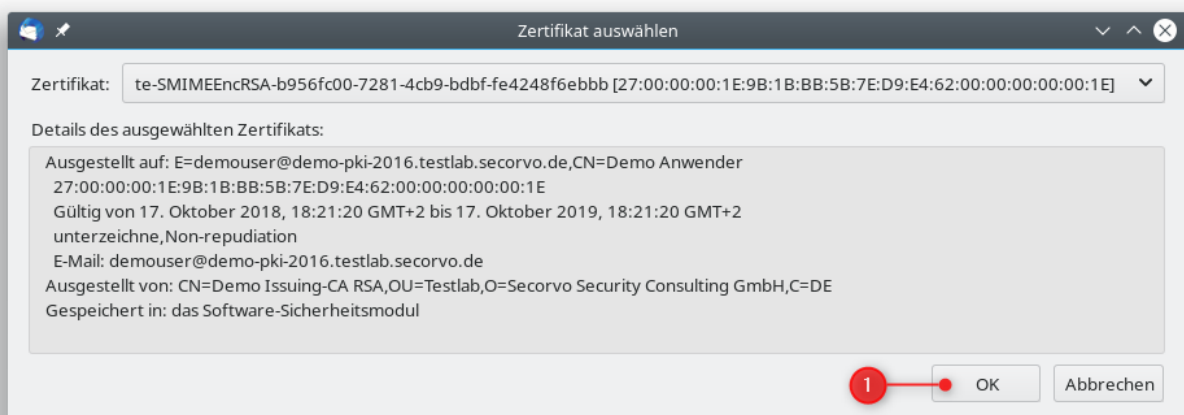 Zertifikat auswählen
Zertifikat: te-SMIMEEncRSA-b956fc00-7281-4cb9-bdbf-fe4248f6ebbb [27:00:00:00:1E:9B:1B:BB:5B:7E:D9:E4:62:00:00:00:00:00:1E]
Details des ausgewählten Zertifikats:
Ausgestellt auf: E=demouser@demo-pki-2016.testlab.secorvo.de,CN=Demo Anwender
27:00:00:00:1E:9B:1B:BB:5B:7E:D9:E4:62:00:00:00:00:00:1E
Gültig von 17. Oktober 2018, 18:21:20 GMT+2 bis 17. Oktober 2019, 18:21:20 GMT+2
unterzeichne,Non-repudiation
E-Mail: demouser@demo-pki-2016.testlab.secorvo.de
Ausgestellt von: CN=Demo Issuing-CA RSA,OU=Testlab,O=Secorvo Security Consulting GmbH,C=DE
Gespeichert in: das Software-Sicherheitsmodul
1 OK Abbrechen